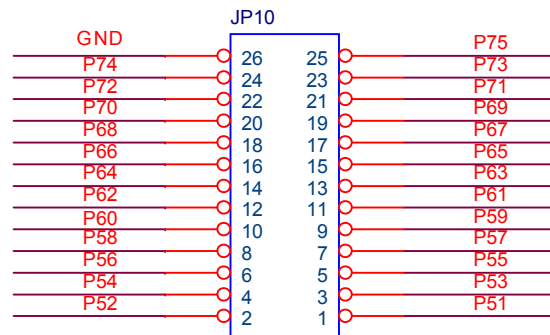 JP10
GND 26 25 P75
P74 24 23 P73
P72 22 21 P71
P70 20 19 P69
P68 18 17 P67
P66 16 15 P65
P64 14 13 P63
P62 12 11 P61
P60 10 9 P59
P58 8 7 P57
P56 6 5 P55
P54 4 3 P53
P52 2 1 P51